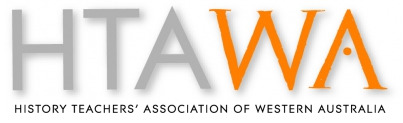 HTAWA
HISTORY TEACHERS' ASSOCIATION OF WESTERN AUSTRALIA